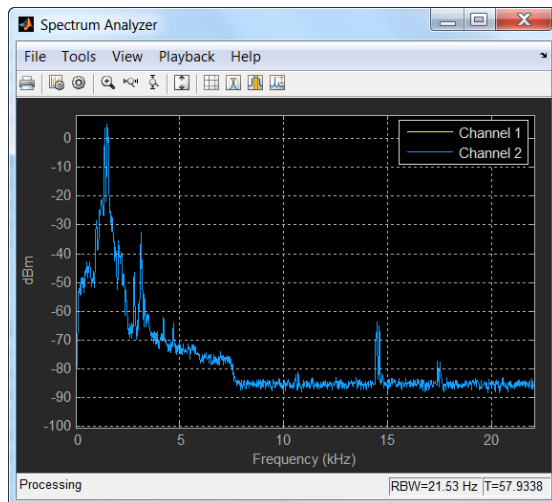 Spectrum Analyzer
File Tools View Playback Help
Channel 1
Channel 2
0
-10
-20
-30
-40
-50
-60
-70
-80
-90
-100
dBm
0 5 10 15 20
Frequency (kHz)
Processing RBW=21.53 Hz T=57.9338